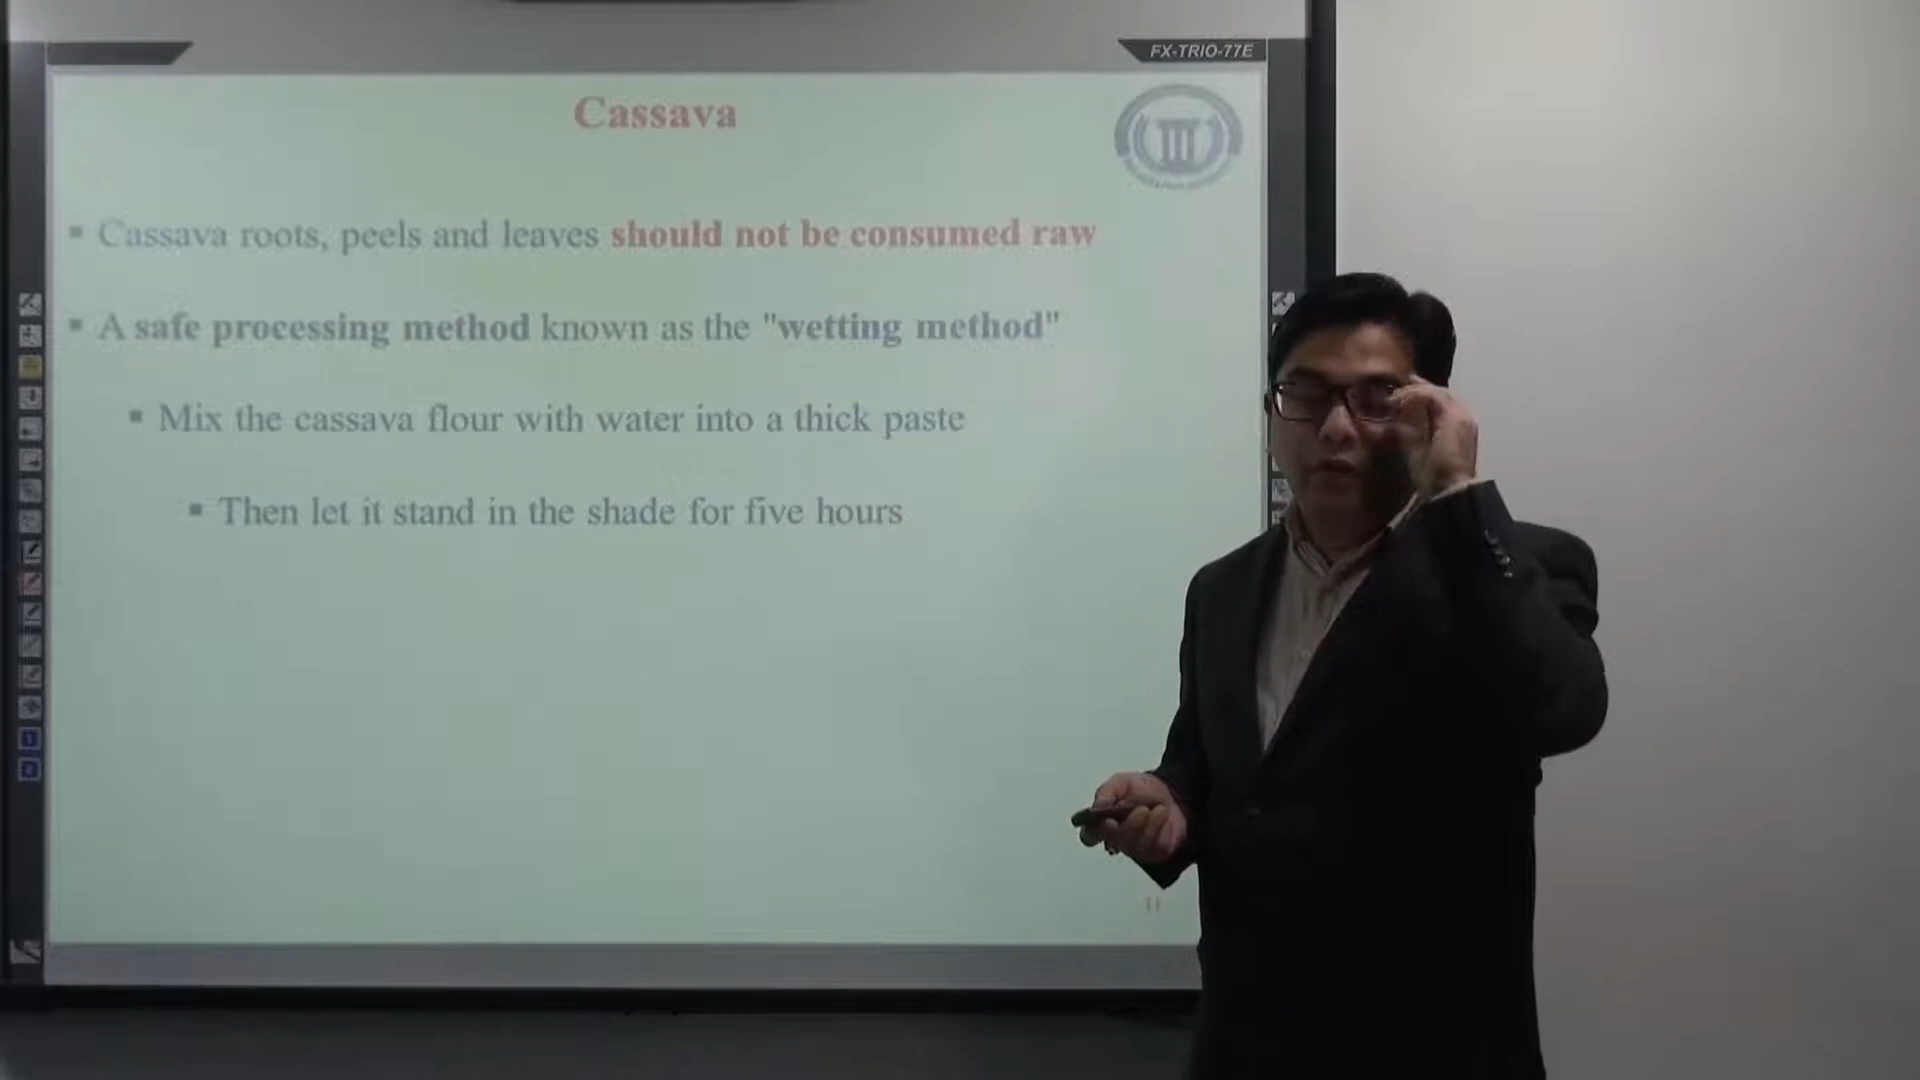 FX-TRIO-77E
Cassava
▪ Cassava roots, peels and leaves should not be consumed raw
▪ A safe processing method known as the "wetting method"
▪ Mix the cassava flour with water into a thick paste
▪ Then let it stand in the shade for five hours
11